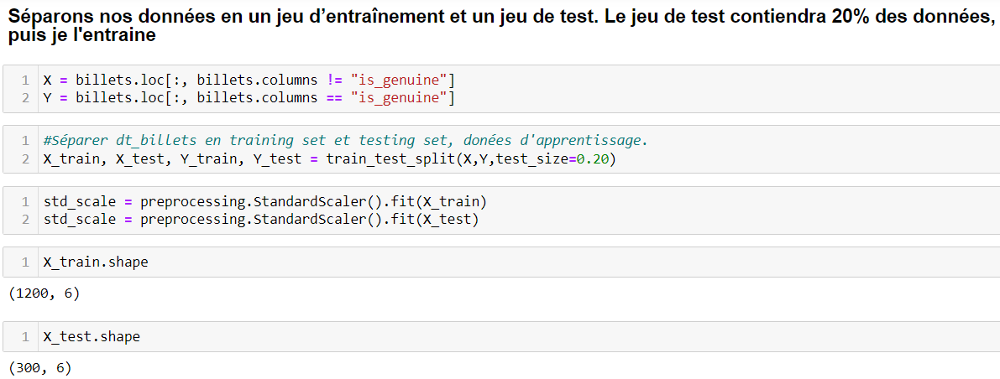 Séparons nos données en un jeu d’entraînement et un jeu de test. Le jeu de test contiendra 20% des données,
puis je l'entraine
1 X = billets.loc[:, billets.columns != "is_genuine"]
2 Y = billets.loc[:, billets.columns == "is_genuine"]
1 #Séparer dt_billets en training set et testing set, donées d'apprentissage.
2 X_train, X_test, Y_train, Y_test = train_test_split(X,Y,test_size=0.20)
1 std_scale = preprocessing.StandardScaler().fit(X_train)
2 std_scale = preprocessing.StandardScaler().fit(X_test)
1 X_train.shape
(1200, 6)
1 X_test.shape
(300, 6)